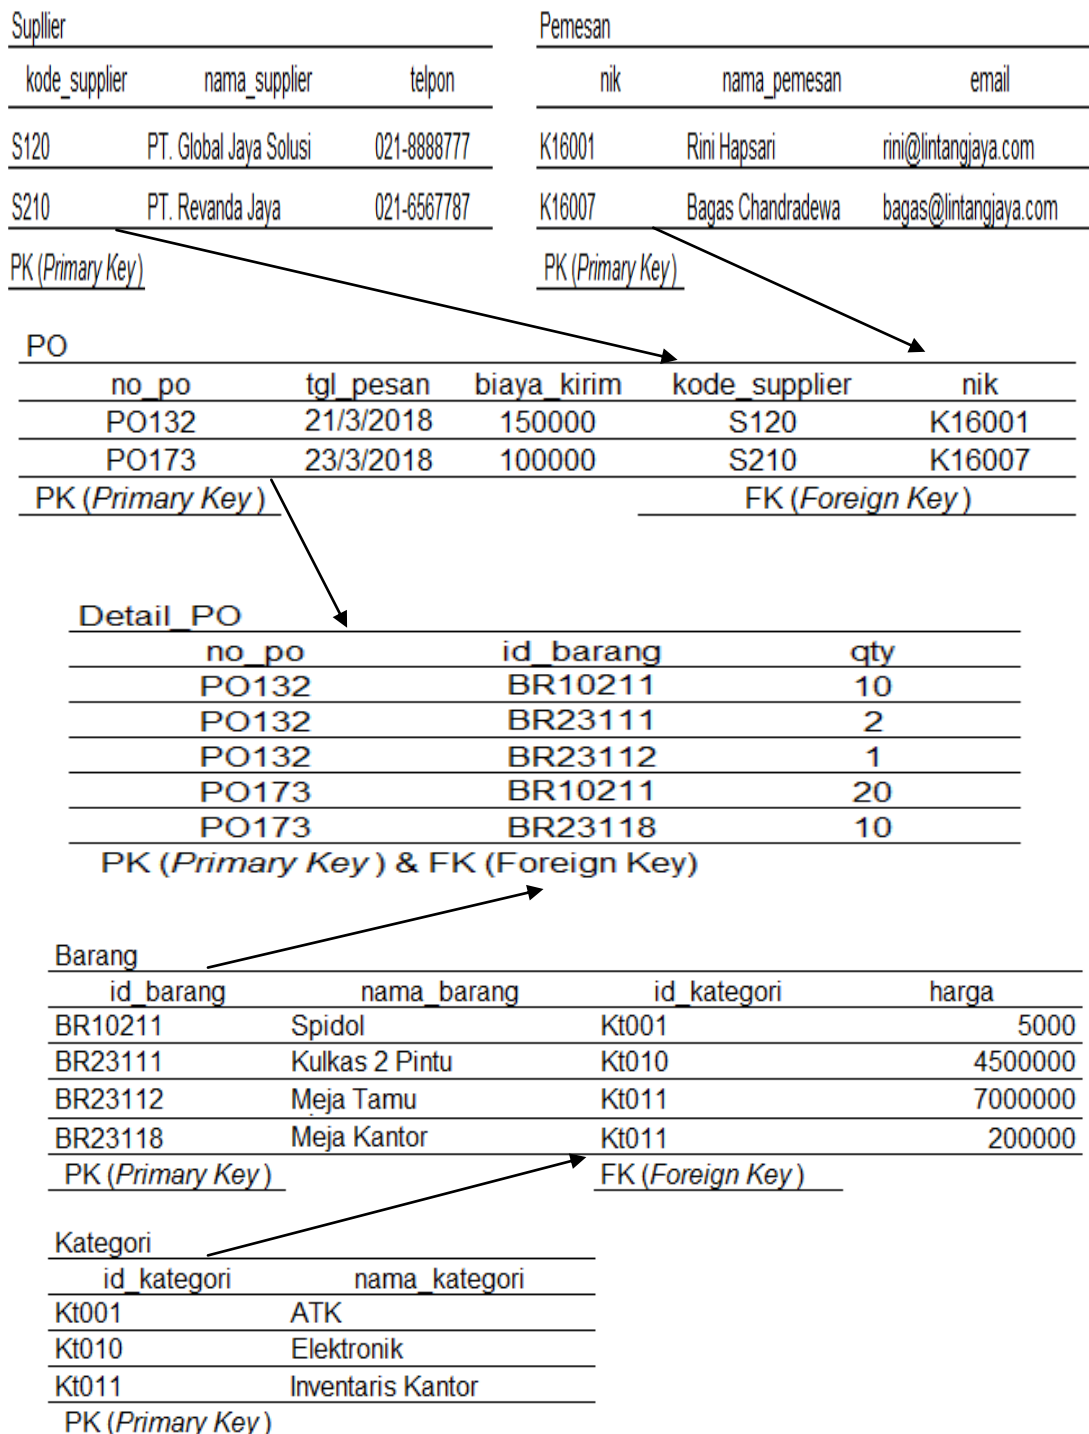 Supllier
kode_supplier nama_supplier telpon
S120 PT. Global Jaya Solusi 021-8888777
S210 PT. Revanda Jaya 021-6567787
PK (Primary Key)
Pemesan
nik nama_pemesan email
K16001 Rini Hapsari rini@lintangjaya.com
K16007 Bagas Chandradewa bagas@lintangjaya.com
PK (Primary Key)
PO
no_po tgl_pesan biaya_kirim kode_supplier nik
PO132 21/3/2018 150000 S120 K16001
PO173 23/3/2018 100000 S210 K16007
PK (Primary Key) FK (Foreign Key)
Detail_PO
no_po id_barang qty
PO132 BR10211 10
PO132 BR23111 2
PO132 BR23112 1
PO173 BR10211 20
PO173 BR23118 10
PK (Primary Key) & FK (Foreign Key)
Barang
id_barang nama_barang id_kategori harga
BR10211 Spidol Kt001 5000
BR23111 Kulkas 2 Pintu Kt010 4500000
BR23112 Meja Tamu Kt011 7000000
BR23118 Meja Kantor Kt011 200000
PK (Primary Key) FK (Foreign Key)
Kategori
id_kategori nama_kategori
Kt001 ATK
Kt010 Elektronik
Kt011 Inventaris Kantor
PK (Primary Key)